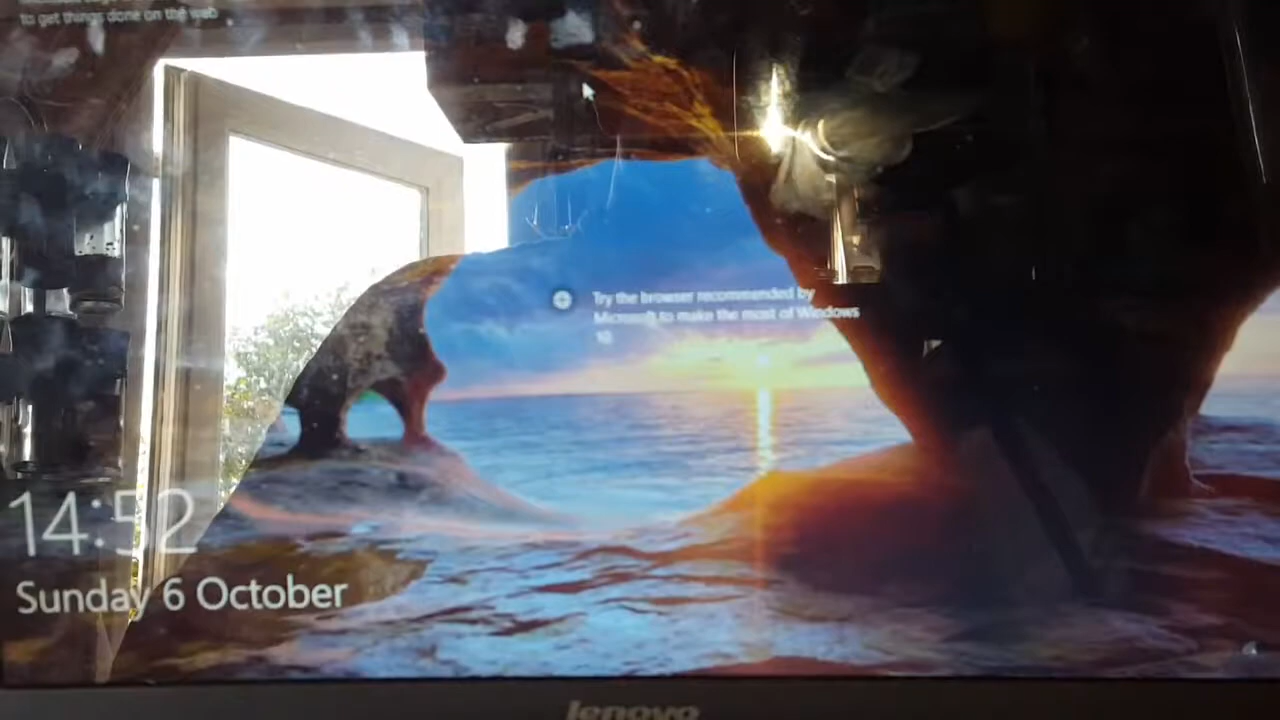 to get things done on the web
Try the browser recommended by
Microsoft to make the most of Windows
10
14:52
Sunday 6 October
lenovo